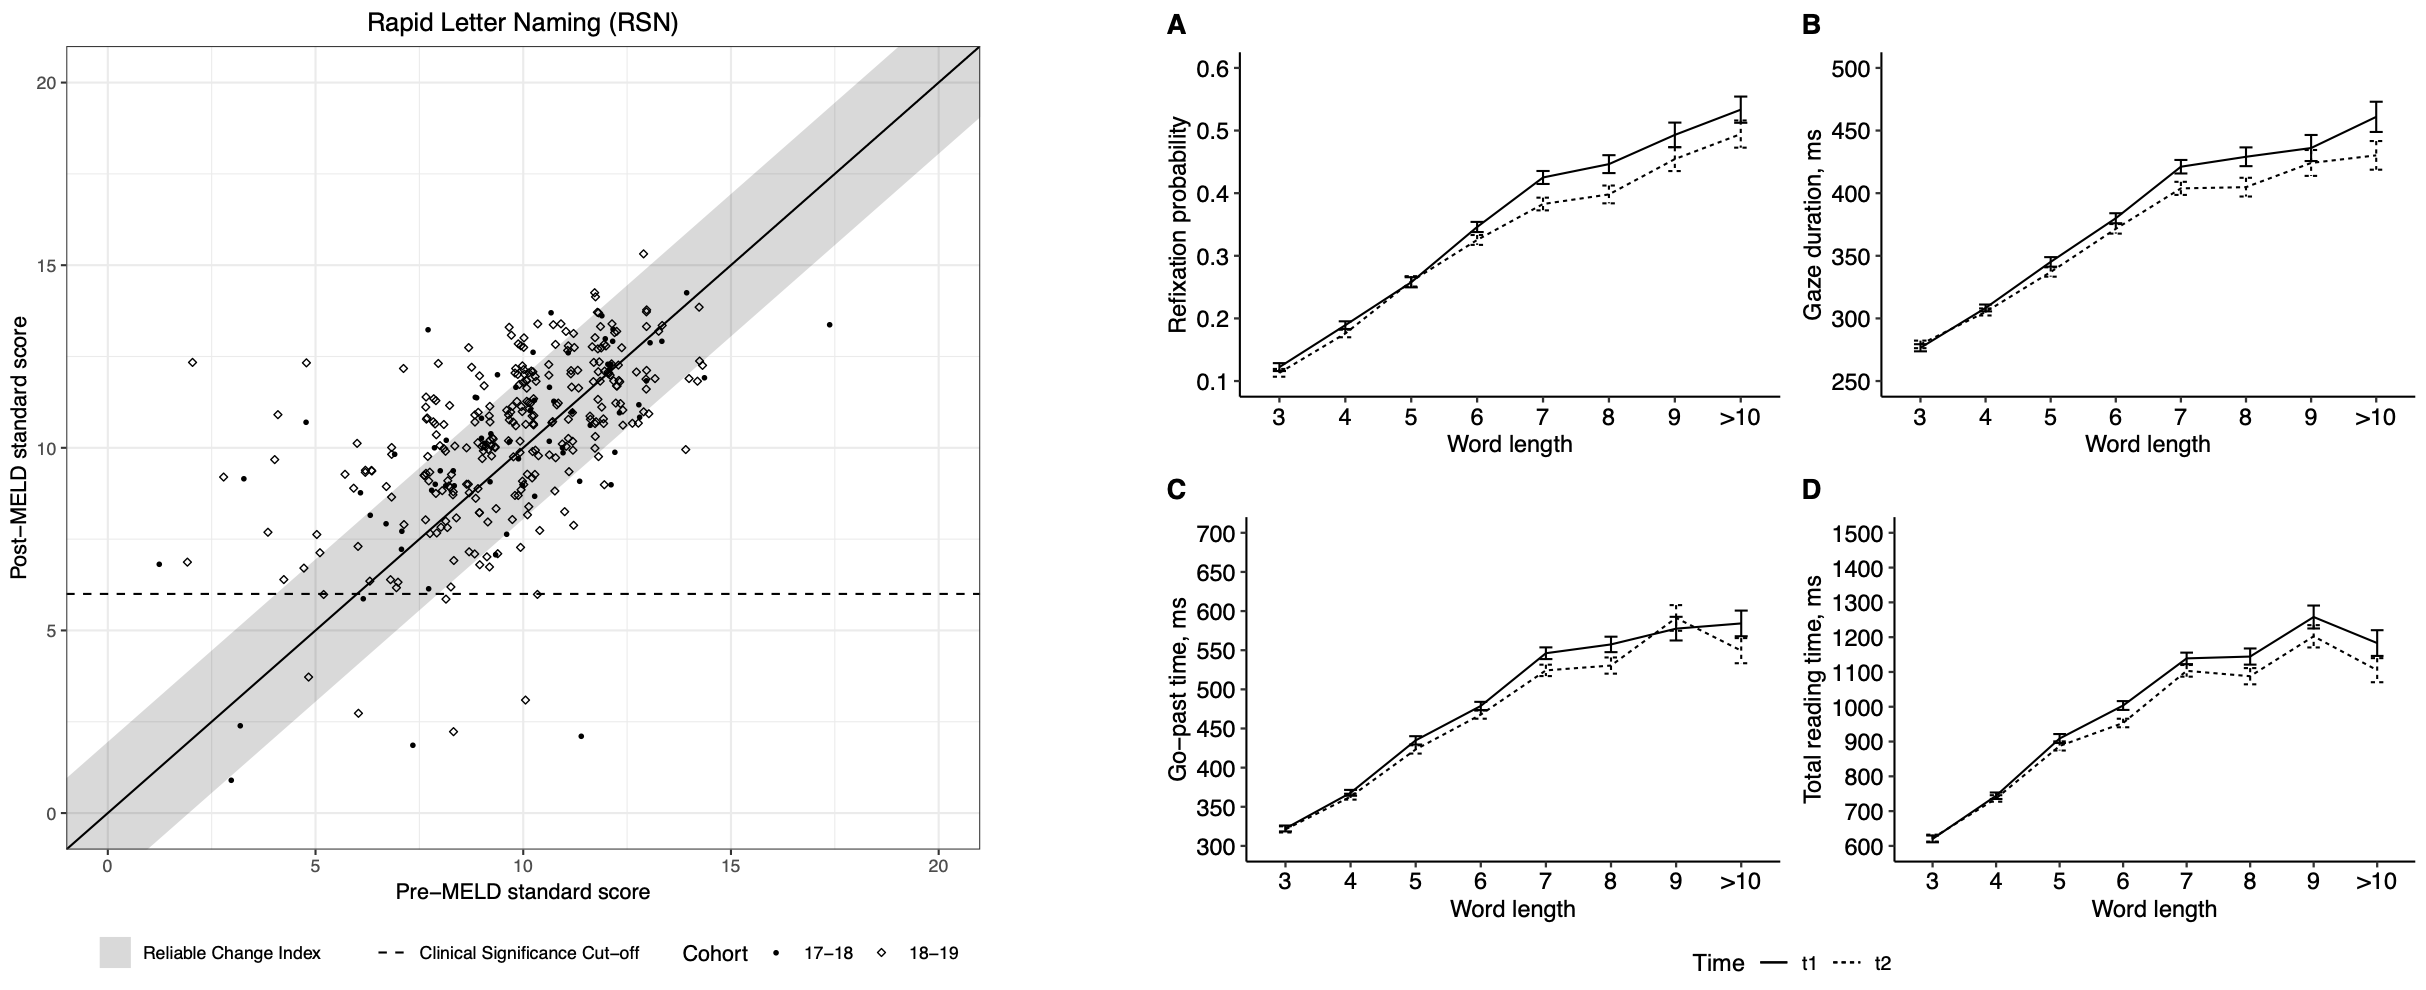 Rapid Letter Naming (RSN)
Post−MELD standard score
20
15
10
5
0
0 5 10 15 20
Pre−MELD standard score
Reliable Change Index Clinical Significance Cut−off Cohort 17−18 18−19
A
Refixation probability
0.6
0.5
0.4
0.3
0.2
0.1
3 4 5 6 7 8 9 >10
Word length
B
Gaze duration, ms
500
450
400
350
300
250
3 4 5 6 7 8 9 >10
Word length
C
Go−past time, ms
700
650
600
550
500
450
400
350
300
3 4 5 6 7 8 9 >10
Word length
D
Total reading time, ms
1500
1400
1300
1200
1100
1000
900
800
700
600
3 4 5 6 7 8 9 >10
Word length
Time t1 t2